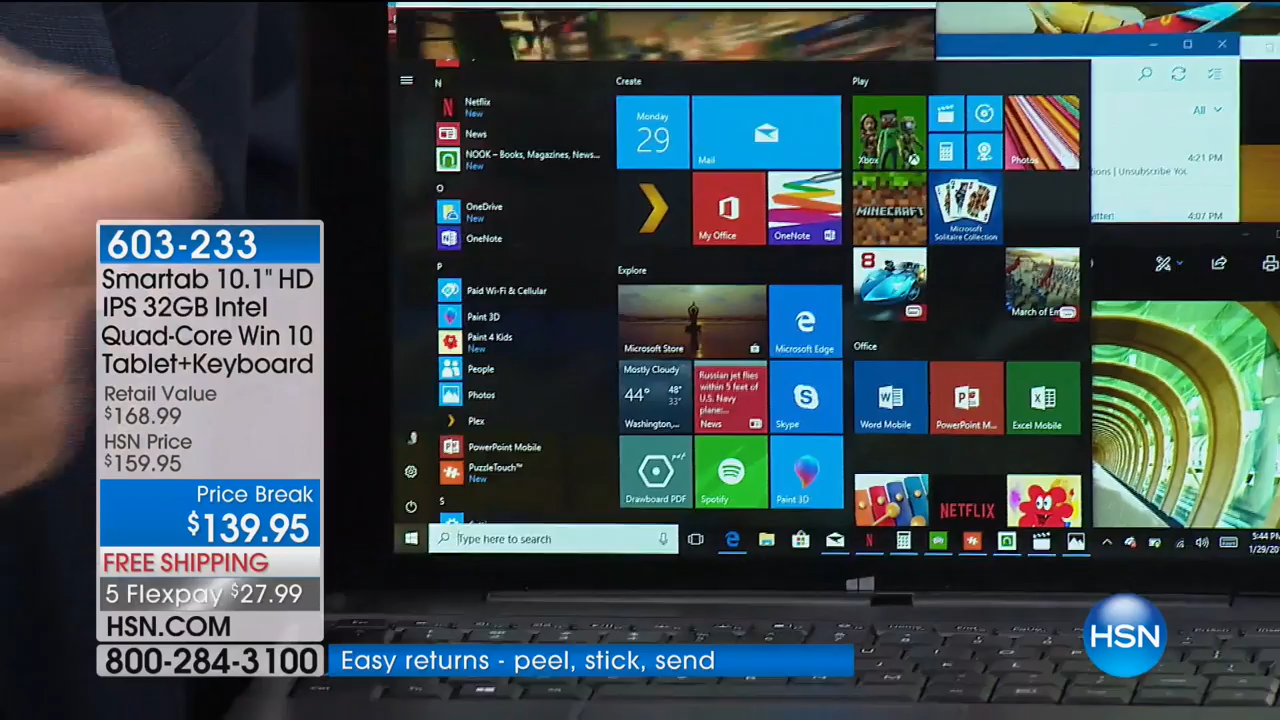 603-233
Smartab 10.1" HD
IPS 32GB Intel
Quad-Core Win 10
Tablet+Keyboard
Retail Value
$168.99
HSN Price
$159.95
Price Break
$139.95
FREE SHIPPING
5 Flexpay $27.99
HSN.COM
800-284-3100
Easy returns - peel, stick, send
HSN
N
Netflix
New
News
NOOK – Books, Magazines, News...
New
O
OneDrive
New
OneNote
P
Paid Wi-Fi & Cellular
Paint 3D
Paint 4 Kids
New
People
Photos
Plex
PowerPoint Mobile
PuzzleTouch™
New
S
Type here to search
Create
Monday
29
Mail
My Office
OneNote
Explore
Microsoft Store
Microsoft Edge
Mostly Cloudy
44° 48°
33°
Washington,...
Russian jet flies
within 5 feet of
U.S. Navy
plane:...
News
Skype
Drawboard PDF
Spotify
Paint 3D
Play
Xbox
Photos
MINECRAFT
Microsoft
Solitaire Collection
8
March of Em
Office
Word Mobile
PowerPoint M...
Excel Mobile
NETFLIX
All
4:21 PM
| Unsubscribe You
4:07 PM
5:44 PM
1/29/20